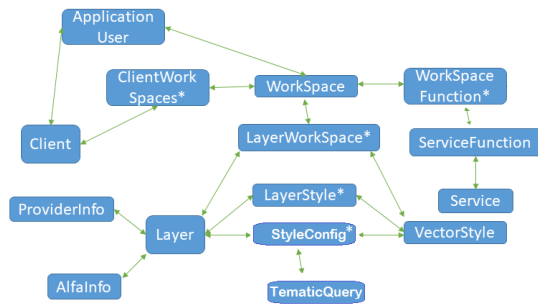 Application
User
ClientWork
Spaces*
WorkSpace
WorkSpace
Function*
Client
LayerWorkSpace*
ServiceFunction
LayerStyle*
Service
ProviderInfo
Layer
StyleConfig*
VectorStyle
AlfaInfo
TematicQuery